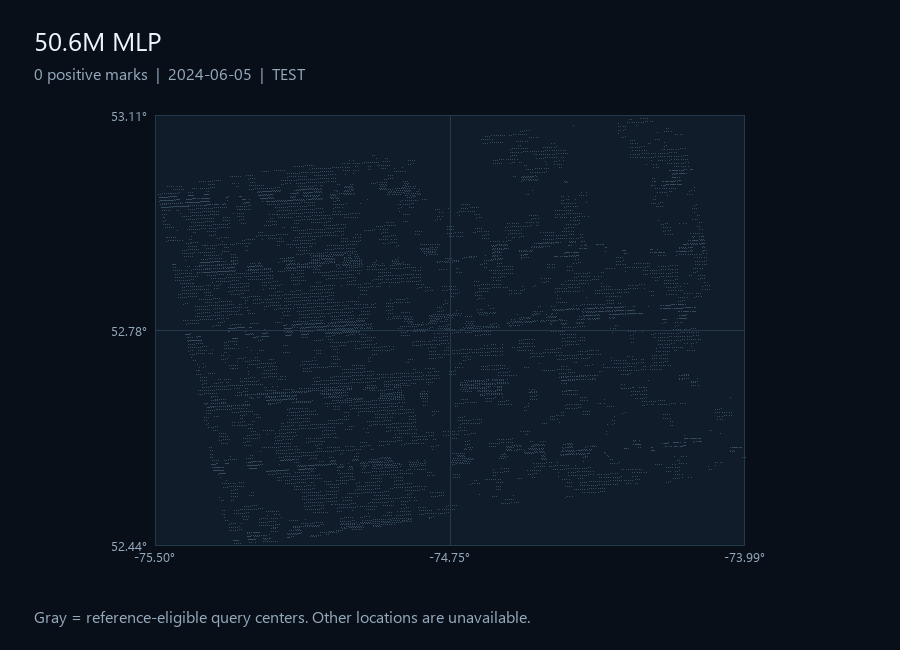 50.6M MLP
0 positive marks | 2024-06-05 | TEST
53.11°
52.78°
52.44°
-75.50°
-74.75°
-73.99°
Gray = reference-eligible query centers. Other locations are unavailable.